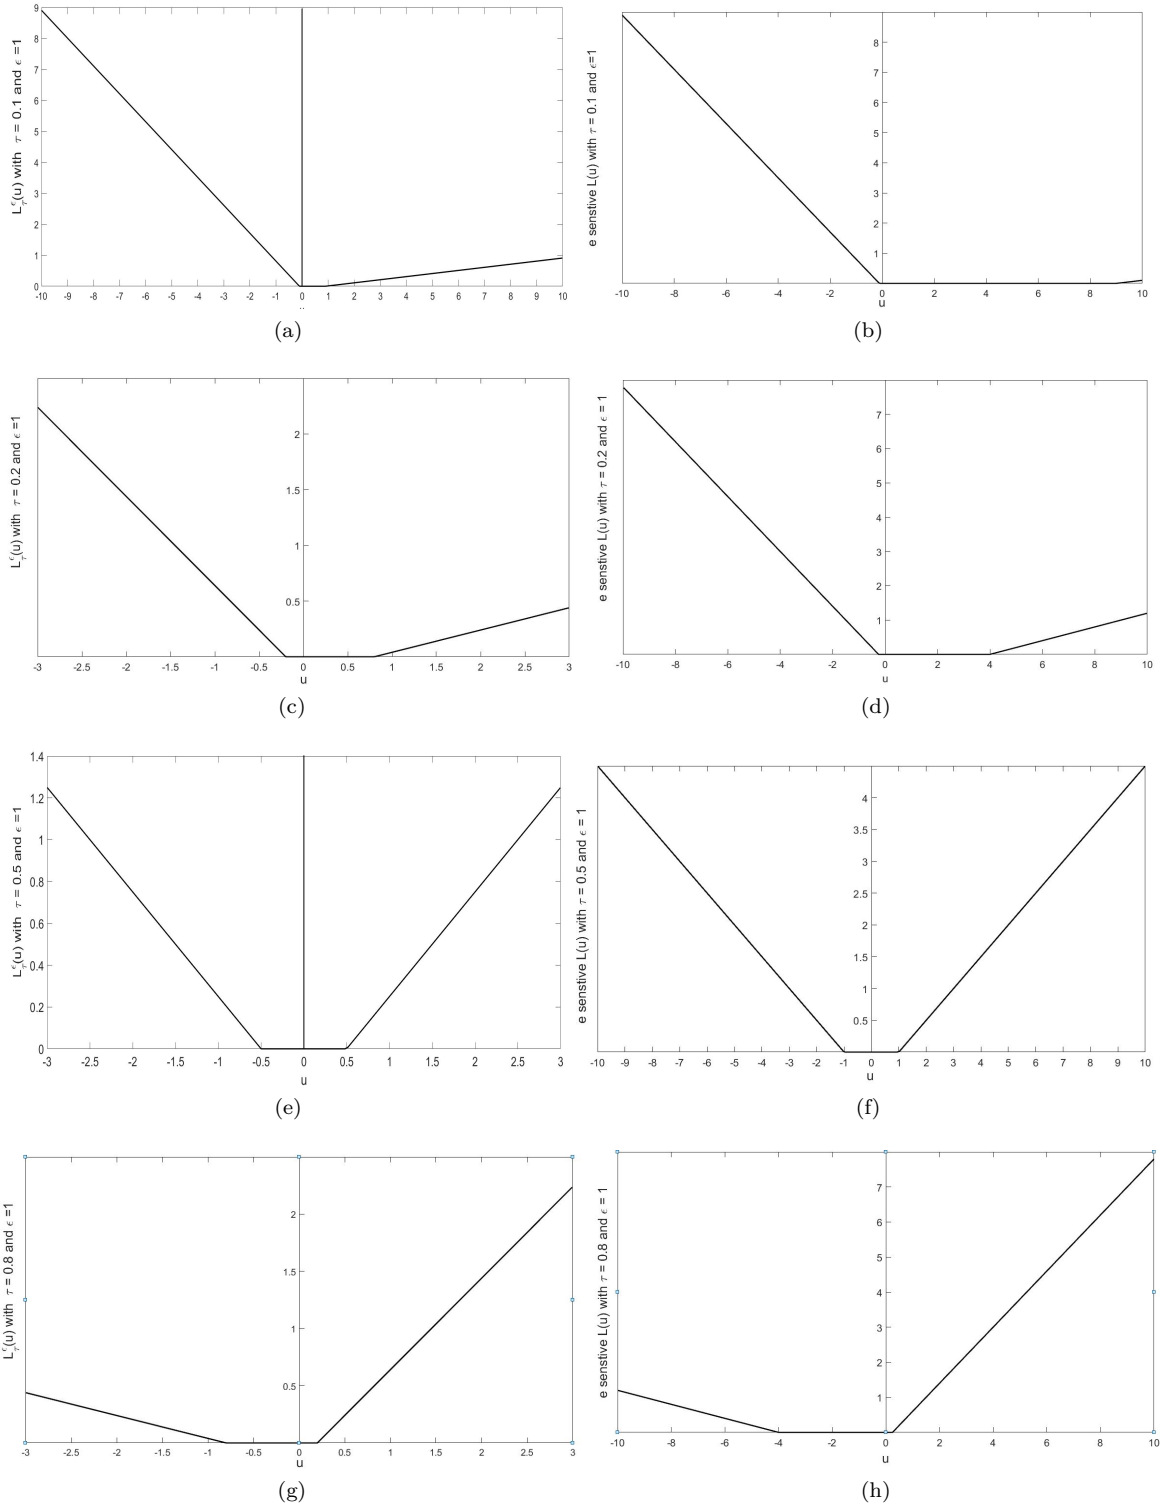 L_τ^ϵ(u) with τ = 0.1 and ϵ =1
9
8
7
6
5
4
3
2
1
0
-10 -9 -8 -7 -6 -5 -4 -3 -2 -1 0 1 2 3 4 5 6 7 8 9 10
(a)
e senstive L(u) with τ = 0.1 and ϵ=1
8
7
6
5
4
3
2
1
-10 -8 -6 -4 -2 0 2 4 6 8 10
u
(b)
L_τ^ϵ(u) with τ = 0.2 and ϵ =1
2
1.5
1
0.5
-3 -2.5 -2 -1.5 -1 -0.5 0 0.5 1 1.5 2 2.5 3
u
(c)
e senstive L(u) with τ = 0.2 and ϵ = 1
7
6
5
4
3
2
1
-10 -8 -6 -4 -2 0 2 4 6 8 10
u
(d)
L_τ^ϵ(u) with τ = 0.5 and ϵ =1
1.4
1.2
1
0.8
0.6
0.4
0.2
0
-3 -2.5 -2 -1.5 -1 -0.5 0 0.5 1 1.5 2 2.5 3
u
(e)
e senstive L(u) with τ = 0.5 and ϵ = 1
4
3.5
3
2.5
2
1.5
1
0.5
-10 -9 -8 -7 -6 -5 -4 -3 -2 -1 0 1 2 3 4 5 6 7 8 9 10
u
(f)
L_τ^ϵ(u) with τ = 0.8 and ϵ =1
2
1.5
1
0.5
-3 -2.5 -2 -1.5 -1 -0.5 0 0.5 1 1.5 2 2.5 3
u
(g)
e senstive L(u) with τ = 0.8 and ϵ = 1
7
6
5
4
3
2
1
-10 -8 -6 -4 -2 0 2 4 6 8 10
u
(h)